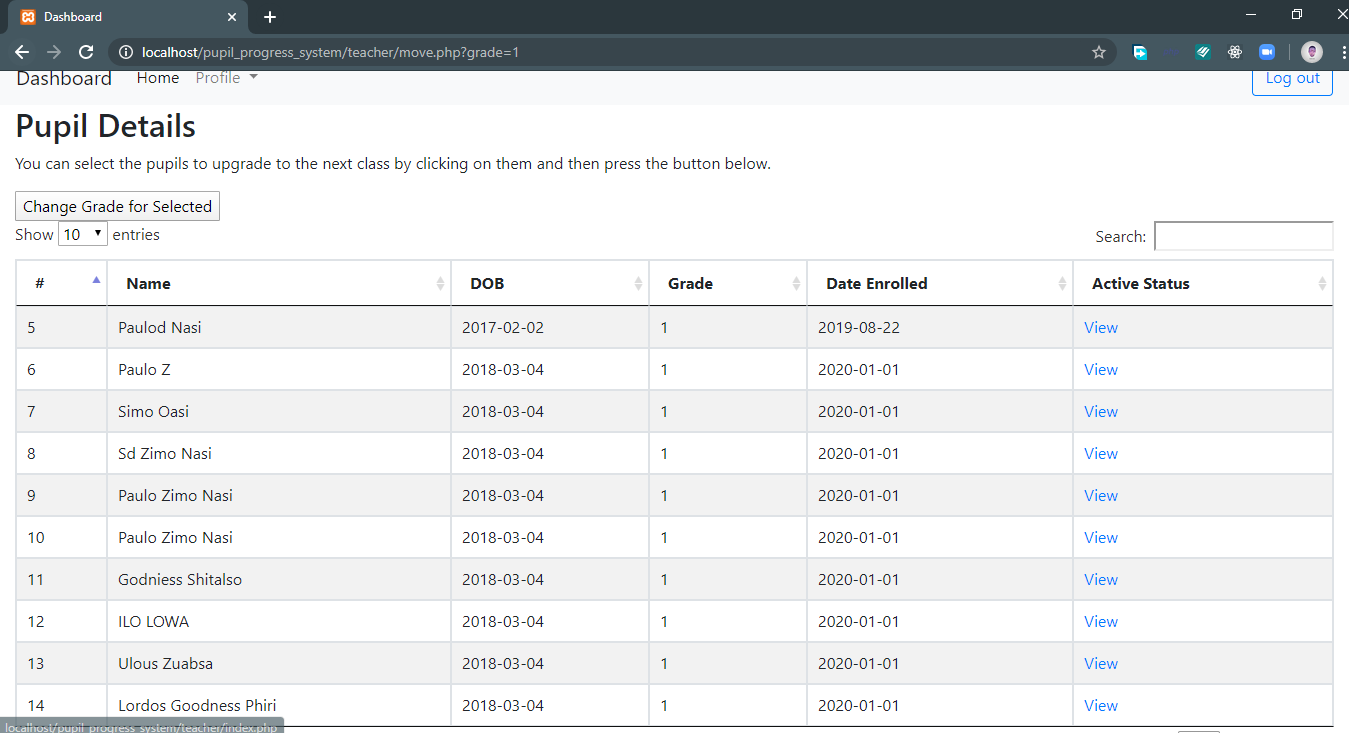 Dashboard
localhost/pupil_progress_system/teacher/move.php?grade=1
Dashboard Home Profile Log out
Pupil Details
You can select the pupils to upgrade to the next class by clicking on them and then press the button below.
Change Grade for Selected
Show 10 entries Search:
# Name DOB Grade Date Enrolled Active Status
5 Paulod Nasi 2017-02-02 1 2019-08-22 View
6 Paulo Z 2018-03-04 1 2020-01-01 View
7 Simo Oasi 2018-03-04 1 2020-01-01 View
8 Sd Zimo Nasi 2018-03-04 1 2020-01-01 View
9 Paulo Zimo Nasi 2018-03-04 1 2020-01-01 View
10 Paulo Zimo Nasi 2018-03-04 1 2020-01-01 View
11 Godniess Shitalso 2018-03-04 1 2020-01-01 View
12 ILO LOWA 2018-03-04 1 2020-01-01 View
13 Ulous Zuabsa 2018-03-04 1 2020-01-01 View
14 Lordos Goodness Phiri 2018-03-04 1 2020-01-01 View
localhost/pupil_progress_system/teacher/index.php